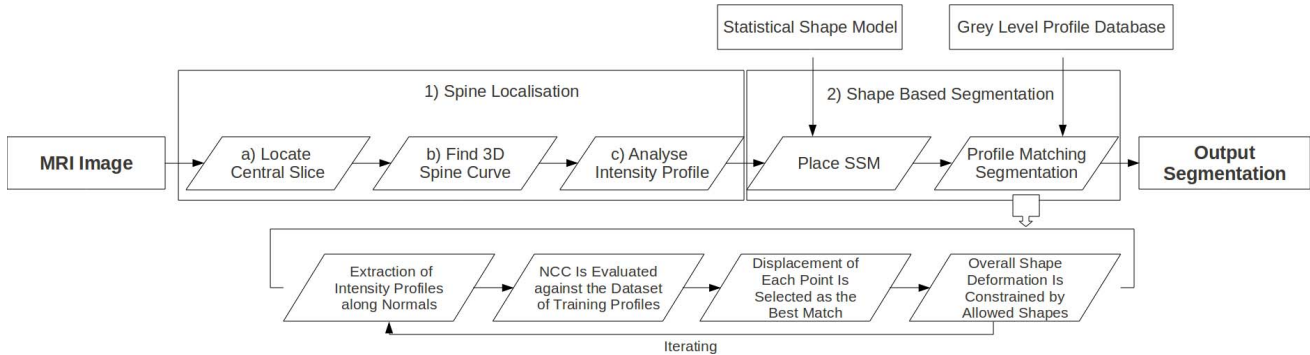 Statistical Shape Model
Grey Level Profile Database
1) Spine Localisation
2) Shape Based Segmentation
MRI Image
a) Locate
Central Slice
b) Find 3D
Spine Curve
c) Analyse
Intensity Profile
Place SSM
Profile Matching
Segmentation
Output
Segmentation
Extraction of
Intensity Profiles
along Normals
NCC Is Evaluated
against the Dataset
of Training Profiles
Displacement of
Each Point Is
Selected as the
Best Match
Overall Shape
Deformation Is
Constrained by
Allowed Shapes
Iterating